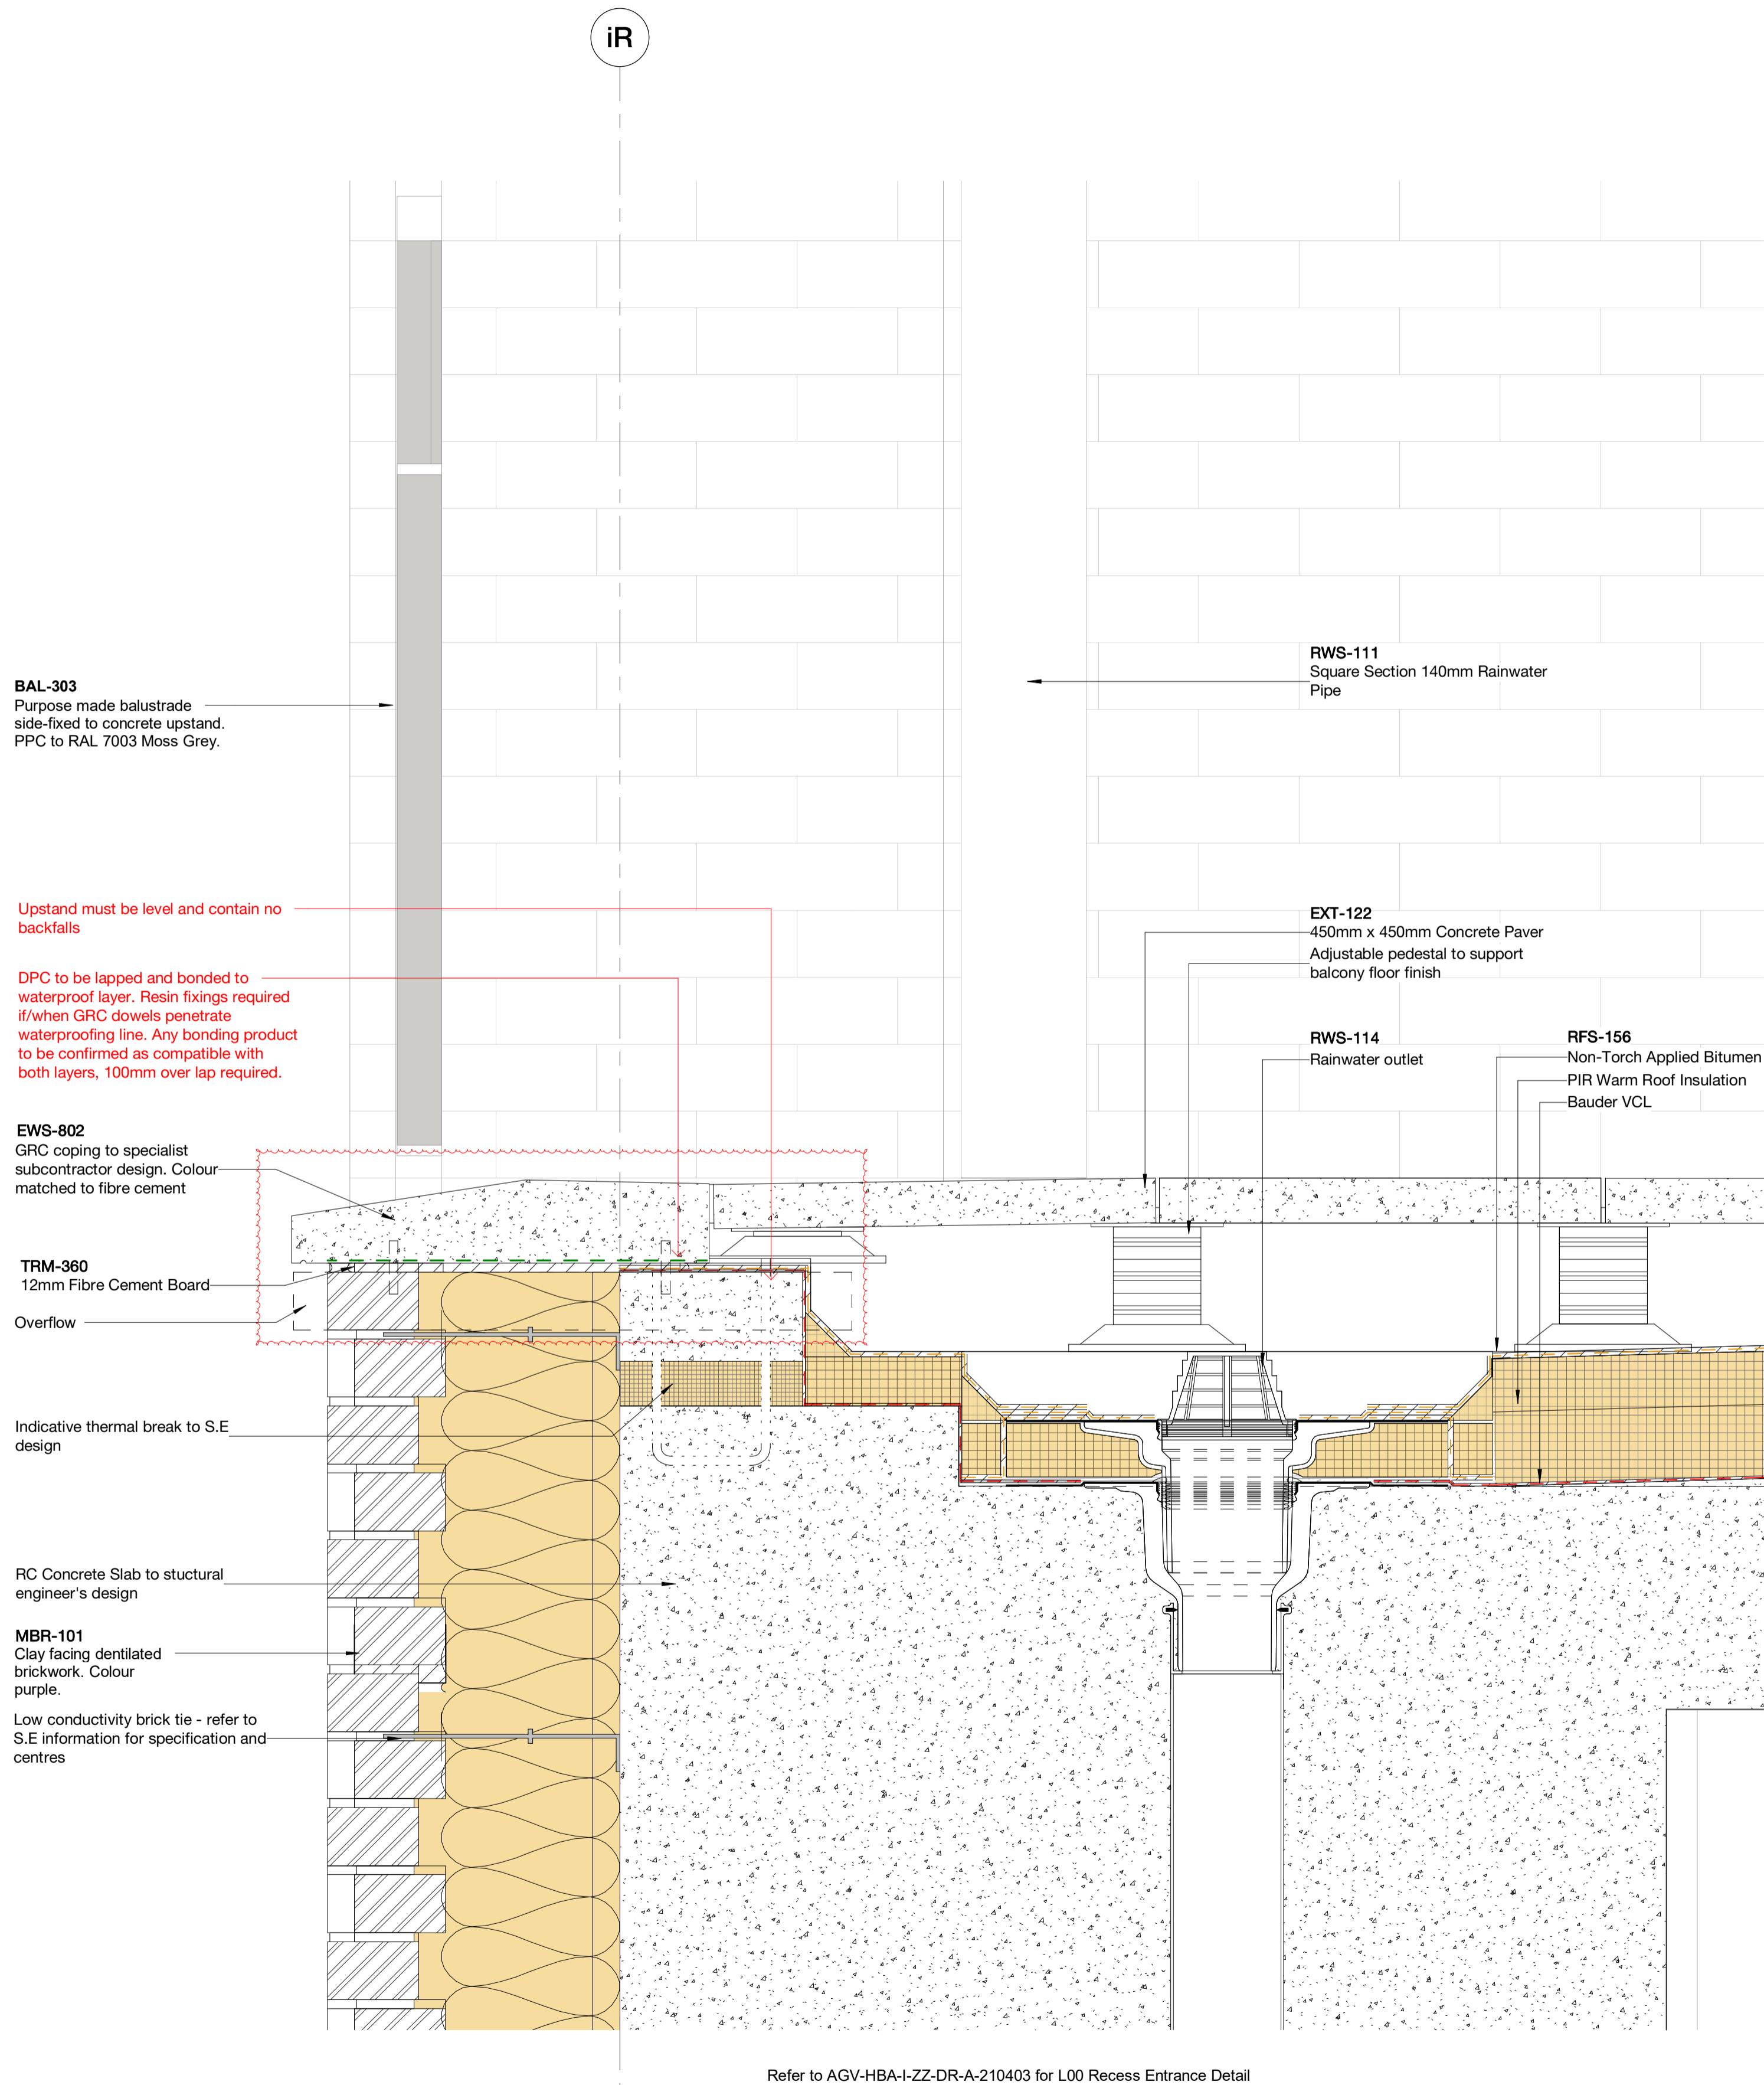 iR
BAL-303
Purpose made balustrade
side-fixed to concrete upstand.
PPC to RAL 7003 Moss Grey.
RWS-111
Square Section 140mm Rainwater
Pipe
Upstand must be level and contain no
backfalls
EXT-122
450mm x 450mm Concrete Paver
Adjustable pedestal to support
balcony floor finish
DPC to be lapped and bonded to
waterproof layer. Resin fixings required
if/when GRC dowels penetrate
waterproofing line. Any bonding product
to be confirmed as compatible with
both layers, 100mm over lap required.
RWS-114
Rainwater outlet
RFS-156
Non-Torch Applied Bitumen
PIR Warm Roof Insulation
Bauder VCL
EWS-802
GRC coping to specialist
subcontractor design. Colour
matched to fibre cement
TRM-360
12mm Fibre Cement Board
Overflow
Indicative thermal break to S.E
design
RC Concrete Slab to stuctural
engineer's design
MBR-101
Clay facing dentilated
brickwork. Colour
purple.
Low conductivity brick tie - refer to
S.E information for specification and
centres
Refer to AGV-HBA-I-ZZ-DR-A-210403 for L00 Recess Entrance Detail